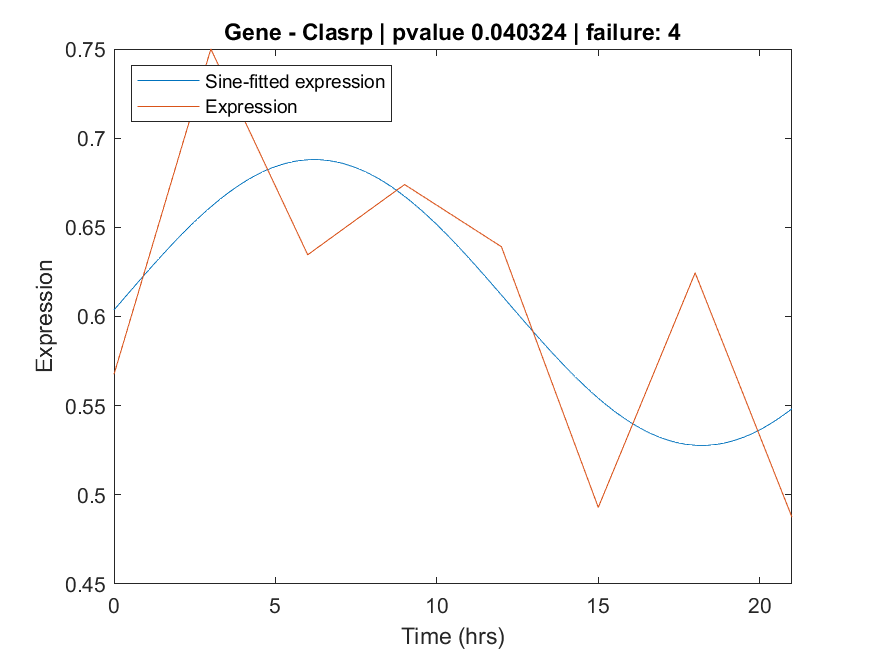 Gene - Clasrp | pvalue 0.040324 | failure: 4
Sine-fitted expression
Expression
0.75
0.7
0.65
0.6
0.55
0.5
0.45
Expression
0
5
10
15
20
Time (hrs)